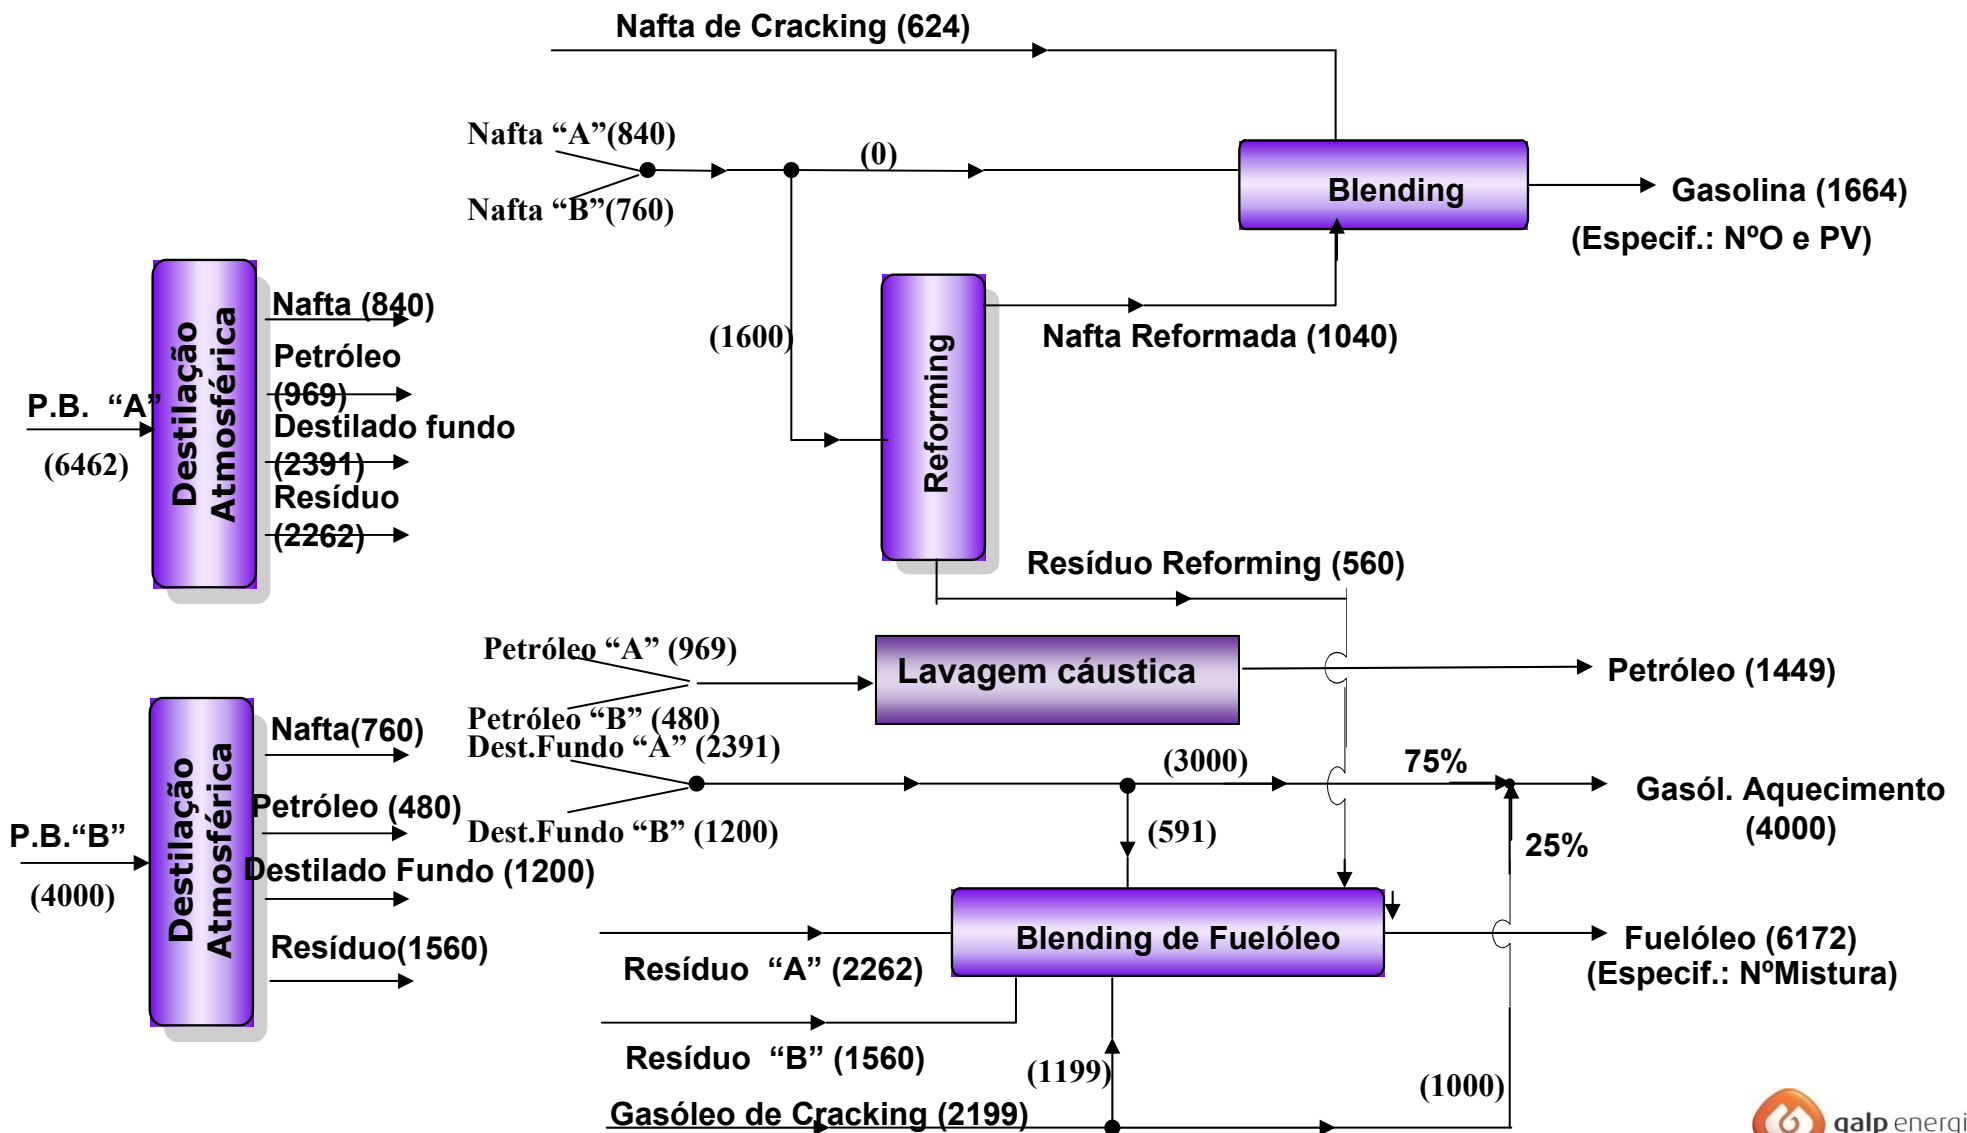 Nafta de Cracking (624)
Nafta “A”(840)
(0)
Nafta “B”(760)
Blending
Gasolina (1664)
(Especif.: NºO e PV)
Destilação
Atmosférica
Nafta (840)
Petróleo
(969)
P.B. “A”
Destilado fundo
(6462)
(2391)
Resíduo
(2262)
(1600)
Reforming
Nafta Reformada (1040)
Resíduo Reforming (560)
Petróleo “A” (969)
Lavagem cáustica
Petróleo (1449)
Petróleo “B” (480)
Destilação
Atmosférica
Nafta(760)
Petróleo (480)
P.B.“B”
Destilado Fundo (1200)
(4000)
Resíduo(1560)
Dest.Fundo “A” (2391)
(3000)
75%
Gasól. Aquecimento
(4000)
Dest.Fundo “B” (1200)
(591)
25%
Blending de Fuelóleo
Fuelóleo (6172)
(Especif.: NºMistura)
Resíduo “A” (2262)
Resíduo “B” (1560)
(1199)
(1000)
Gasóleo de Cracking (2199)
galp energi